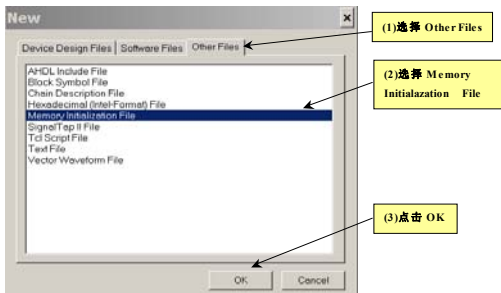 New
Device Design Files
Software Files
Other Files
AHDL Include File
Block Symbol File
Chain Description File
Hexadecimal (Intel-Format) File
Memory Initialization File
SignalTap II File
Tcl Script File
Text File
Vector Waveform File
OK
Cancel
(1)选择 Other Files
(2)选择 Memory
Initialazation File
(3)点击 OK